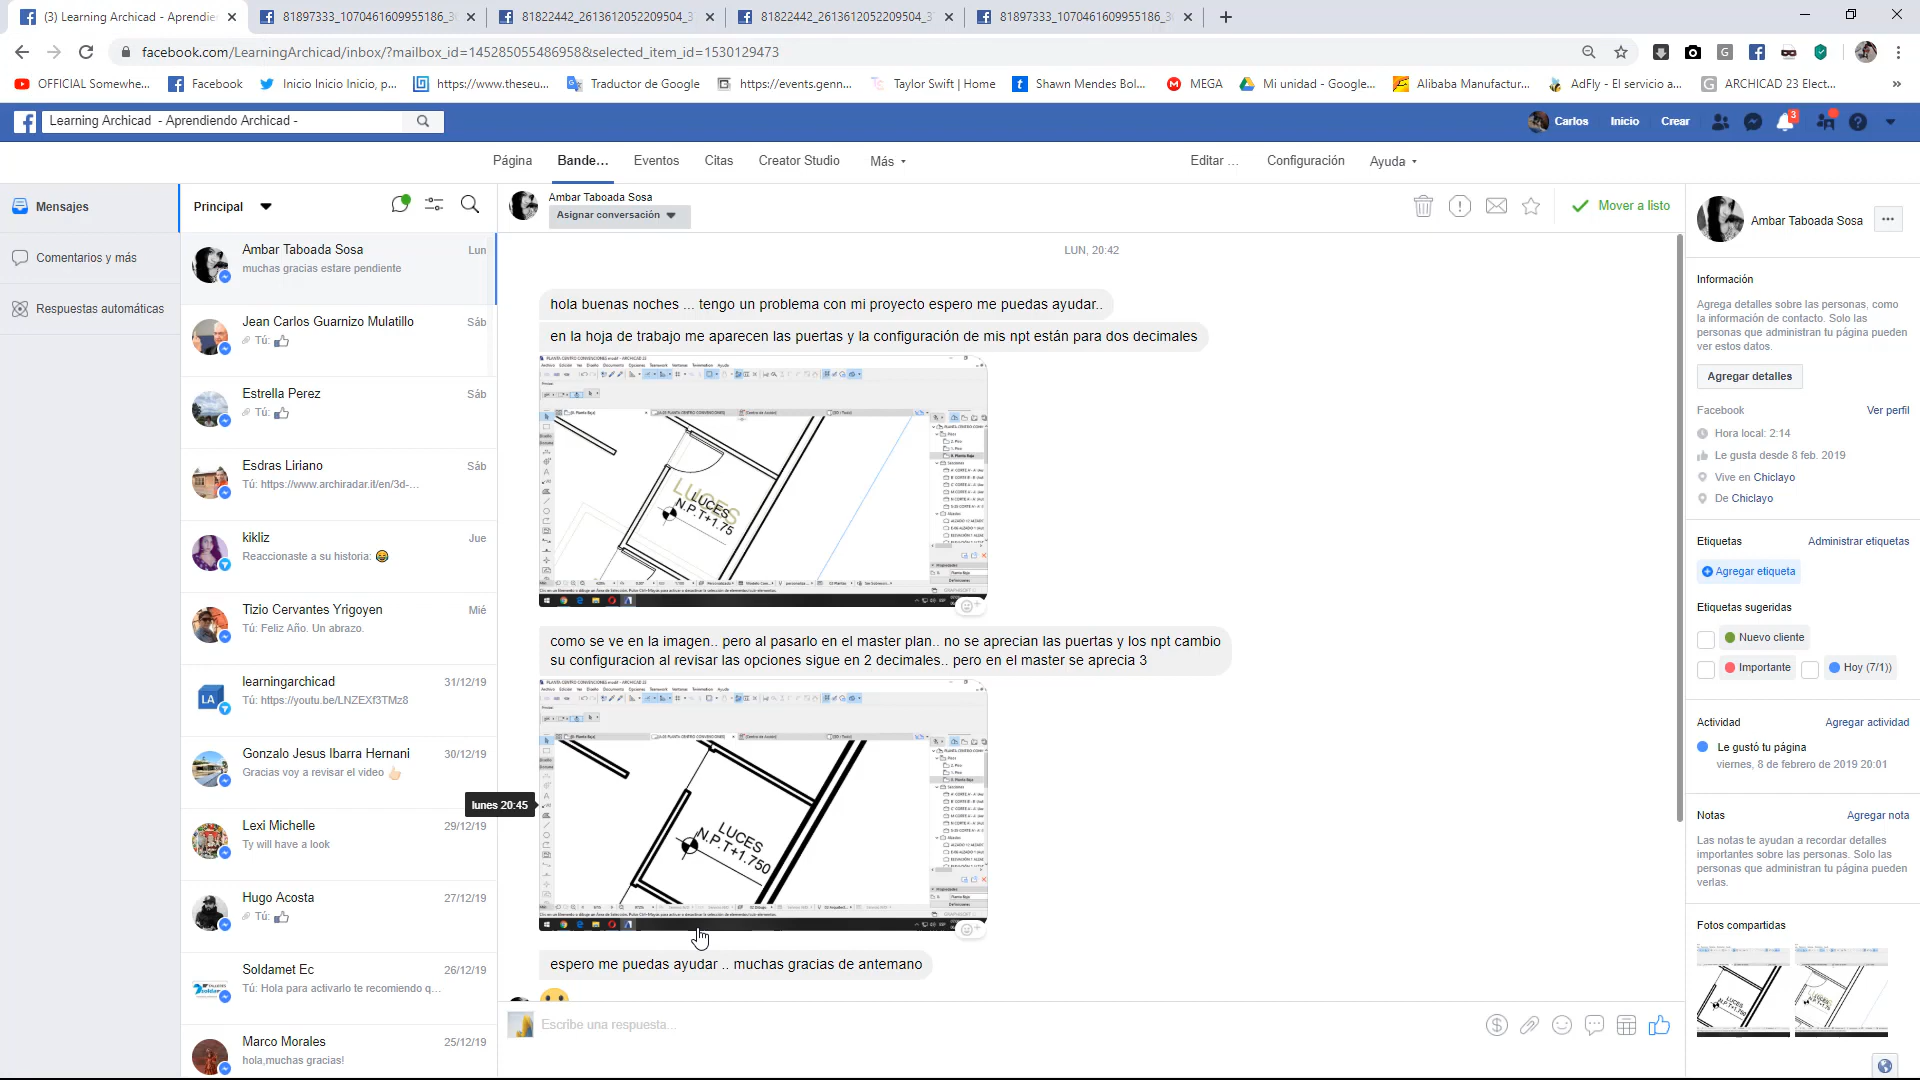 (3) Learning Archicad - Aprendie
81897333_1070461609955186_3
81822442_2613612052209504_3
81822442_2613612052209504_3
81897333_1070461609955186_3
facebook.com/LearningArchicad/inbox/?mailbox_id=145285055486958&selected_item_id=1530129473
OFFICIAL Somewhe...
Facebook
Inicio Inicio Inicio, p...
https://www.theseu...
Traductor de Google
https://events.genn...
Taylor Swift | Home
Shawn Mendes Bol...
MEGA
Mi unidad - Google...
Alibaba Manufactur...
AdFly - El servicio a...
ARCHICAD 23 Elect...
Learning Archicad - Aprendiendo Archicad -
Carlos
Inicio
Crear
3
Página
Bande...
Eventos
Citas
Creator Studio
Más
Editar ...
Configuración
Ayuda
Mensajes
Comentarios y más
Respuestas automáticas
Principal
Ambar Taboada Sosa
Lun
muchas gracias estare pendiente
Jean Carlos Guarnizo Mulatillo
Sáb
Tú:
Estrella Perez
Sáb
Tú:
Esdras Liriano
Sáb
Tú: https://www.archiradar.it/en/3d-...
kikliz
Jue
Reaccionaste a su historia:
Tizio Cervantes Yrigoyen
Mié
Tú: Feliz Año. Un abrazo.
LA
learningarchicad
31/12/19
Tú: https://youtu.be/LNZEXf3TMz8
Gonzalo Jesus Ibarra Hernani
30/12/19
Gracias voy a revisar el video
Lexi Michelle
29/12/19
Ty will have a look
Hugo Acosta
27/12/19
Tú:
Soldamet Ec
26/12/19
Tú: Hola para activarlo te recomiendo q...
Marco Morales
25/12/19
hola,muchas gracias!
Ambar Taboada Sosa
Asignar conversación
Mover a listo
LUN, 20:42
hola buenas noches ... tengo un problema con mi proyecto espero me puedas ayudar..
en la hoja de trabajo me aparecen las puertas y la configuración de mis npt están para dos decimales
LUCES
LUCES
N.P.T+1.75
como se ve en la imagen.. pero al pasarlo en el master plan.. no se aprecian las puertas y los npt cambio
su configuracion al revisar las opciones sigue en 2 decimales.. pero en el master se aprecia 3
lunes 20:45
LUCES
N.P.T+1.750
espero me puedas ayudar .. muchas gracias de antemano
Escribe una respuesta...
Ambar Taboada Sosa
Información
Agrega detalles sobre las personas, como
la información de contacto. Solo las
personas que administran tu página pueden
ver estos datos.
Agregar detalles
Facebook
Ver perfil
Hora local: 2:14
Le gusta desde 8 feb. 2019
Vive en Chiclayo
De Chiclayo
Etiquetas
Administrar etiquetas
Agregar etiqueta
Etiquetas sugeridas
Nuevo cliente
Importante
Hoy (7/1))
Actividad
Agregar actividad
Le gustó tu página
viernes, 8 de febrero de 2019 20:01
Notas
Agregar nota
Las notas te ayudan a recordar detalles
importantes sobre las personas. Solo las
personas que administran tu página pueden
verlas.
Fotos compartidas